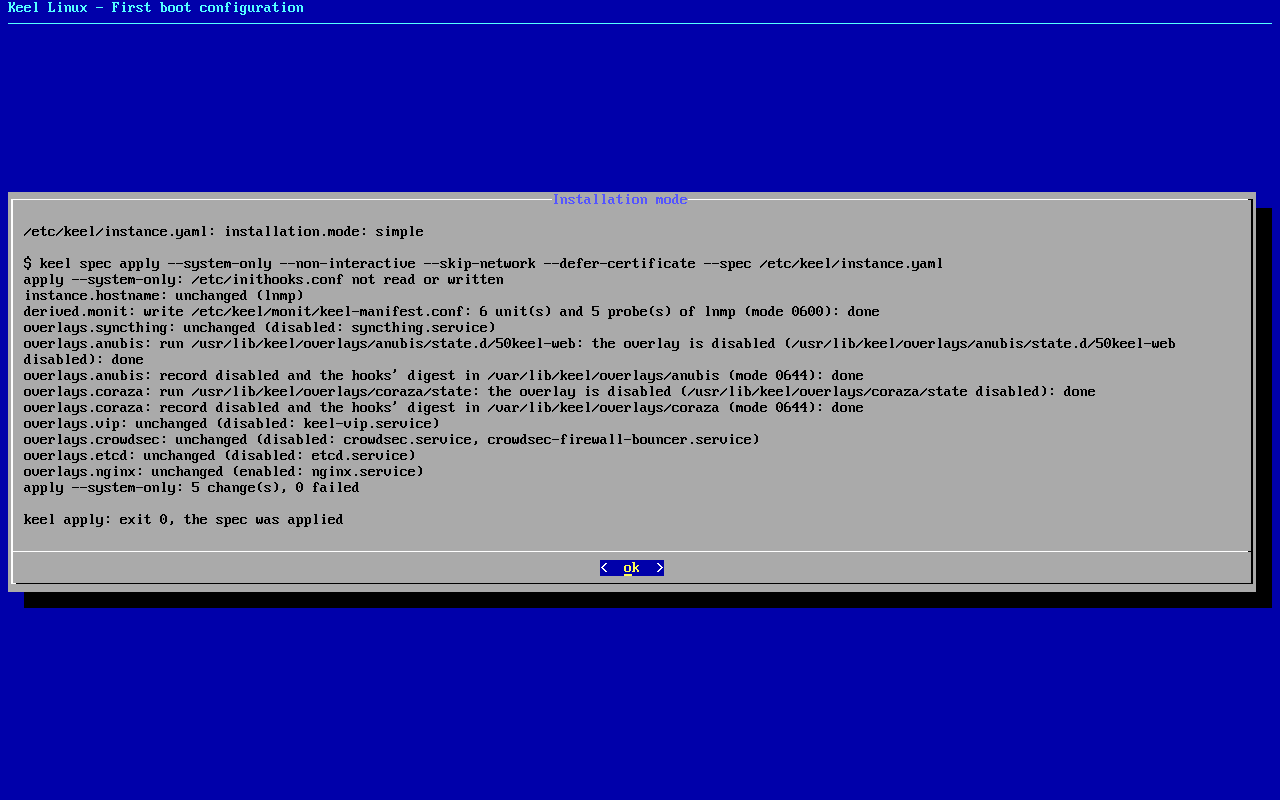 Keel Linux - First boot configuration
Installation mode
/etc/keel/instance.yaml: installation.mode: simple
$ keel spec apply --system-only --non-interactive --skip-network --defer-certificate --spec /etc/keel/instance.yaml
apply --system-only: /etc/inithooks.conf not read or written
instance.hostname: unchanged (lnmp)
derived.monit: write /etc/keel/monit/keel-manifest.conf: 6 unit(s) and 5 probe(s) of lnmp (mode 0600): done
overlays.syncthing: unchanged (disabled: syncthing.service)
overlays.anubis: run /usr/lib/keel/overlays/anubis/state.d/50keel-web: the overlay is disabled (/usr/lib/keel/overlays/anubis/state.d/50keel-web
disabled): done
overlays.anubis: record disabled and the hooks' digest in /var/lib/keel/overlays/anubis (mode 0644): done
overlays.coraza: run /usr/lib/keel/overlays/coraza/state: the overlay is disabled (/usr/lib/keel/overlays/coraza/state disabled): done
overlays.coraza: record disabled and the hooks' digest in /var/lib/keel/overlays/coraza (mode 0644): done
overlays.vip: unchanged (disabled: keel-vip.service)
overlays.crowdsec: unchanged (disabled: crowdsec.service, crowdsec-firewall-bouncer.service)
overlays.etcd: unchanged (disabled: etcd.service)
overlays.nginx: unchanged (enabled: nginx.service)
apply --system-only: 5 change(s), 0 failed
keel apply: exit 0, the spec was applied
< ok >